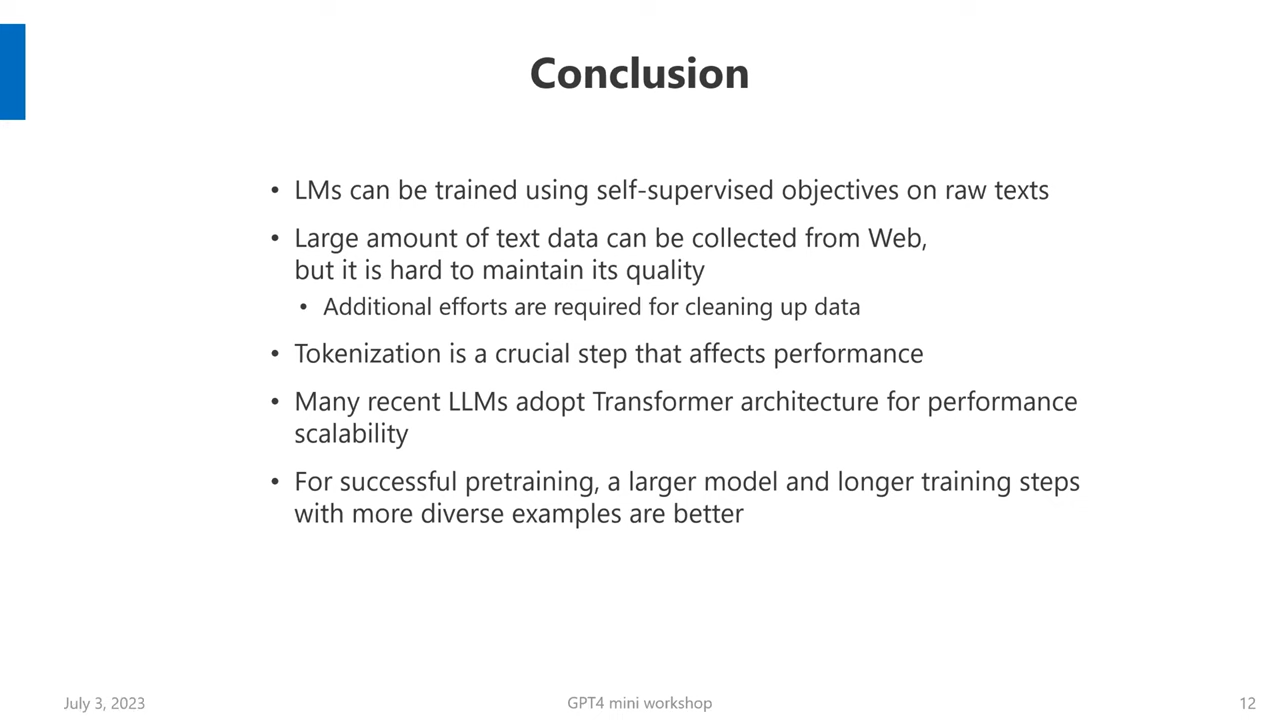 Conclusion
• LMs can be trained using self-supervised objectives on raw texts
• Large amount of text data can be collected from Web,
but it is hard to maintain its quality
• Additional efforts are required for cleaning up data
• Tokenization is a crucial step that affects performance
• Many recent LLMs adopt Transformer architecture for performance
scalability
• For successful pretraining, a larger model and longer training steps
with more diverse examples are better
July 3, 2023
GPT4 mini workshop
12